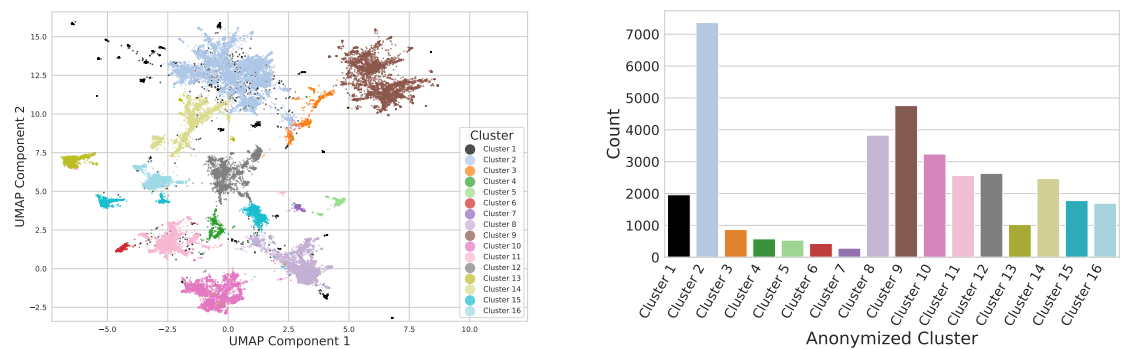 15.0
12.5
10.0
7.5
5.0
2.5
0.0
−2.5
UMAP Component 2
−5.0 −2.5 0.0 2.5 5.0 7.5 10.0
UMAP Component 1
Cluster
Cluster 1
Cluster 2
Cluster 3
Cluster 4
Cluster 5
Cluster 6
Cluster 7
Cluster 8
Cluster 9
Cluster 10
Cluster 11
Cluster 12
Cluster 13
Cluster 14
Cluster 15
Cluster 16
7000
6000
5000
4000
3000
2000
1000
0
Count
Cluster 1
Cluster 2
Cluster 3
Cluster 4
Cluster 5
Cluster 6
Cluster 7
Cluster 8
Cluster 9
Cluster 10
Cluster 11
Cluster 12
Cluster 13
Cluster 14
Cluster 15
Cluster 16
Anonymized Cluster